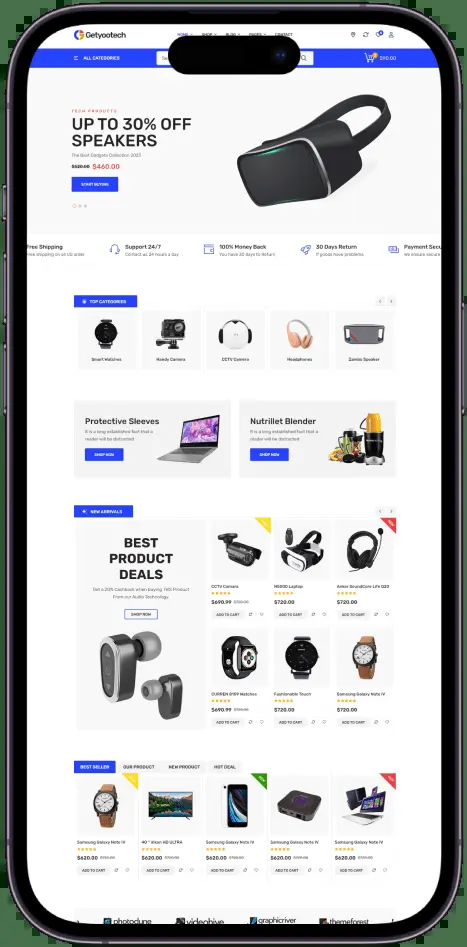 Getyootech
HOME SHOP BLOG PAGES CONTACT
ALL CATEGORIES
$90.00
TECH PRODUCTS
UP TO 30% OFF
SPEAKERS
The Best Gadgets Collection 2023
$520.00 $460.00
START BUYING
Free Shipping
Free shipping on all US order
Support 24/7
Contact us 24 hours a day
100% Money Back
You have 30 days to Return
30 Days Return
If goods have problems
Payment Secu
We ensure secure
TOP CATEGORIES
Smart Watches
Handy Camera
CCTV Camera
Headphones
Zambo Speaker
Protective Sleeves
It is a long established fact that a
reader will be distracted
SHOP NOW
Nutrillet Blender
It is a long established fact that a
reader will be distracted
SHOP NOW
NEW ARRIVALS
BEST
PRODUCT
DEALS
Get a 20% Cashback when buying TWS Product
From our Audio Technology.
SHOP NOW
CCTV Camera
$690.99 $720.00
ADD TO CART
H6000 Laptop
$720.00
ADD TO CART
Anker SoundCore Life Q20
$720.00
ADD TO CART
CURREN 8109 Watches
$690.99 $720.00
ADD TO CART
Fashionable Touch
$720.00
ADD TO CART
Samsung Galaxy Note IV
$720.00
ADD TO CART
BEST SELLER OUR PRODUCT NEW PRODUCT HOT DEAL
Samsung Galaxy Note IV
$620.00 $720.00
ADD TO CART
40 " Atkan HD ULTRA
$620.00 $720.00
ADD TO CART
Samsung Galaxy Note IV
$620.00 $720.00
ADD TO CART
Samsung Galaxy Note IV
$620.00 $720.00
ADD TO CART
Samsung Galaxy Note IV
$620.00 $720.00
ADD TO CART
photodune
videohive
graphicriver
themeforest